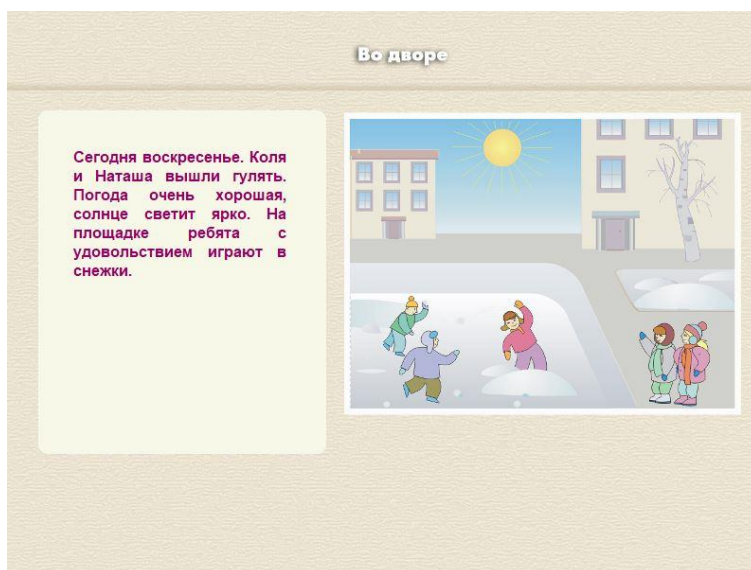 Во дворе
Сегодня воскресенье. Коля
и Наташа вышли гулять.
Погода очень хорошая,
солнце светит ярко. На
площадке ребята с
удовольствием играют в
снежки.